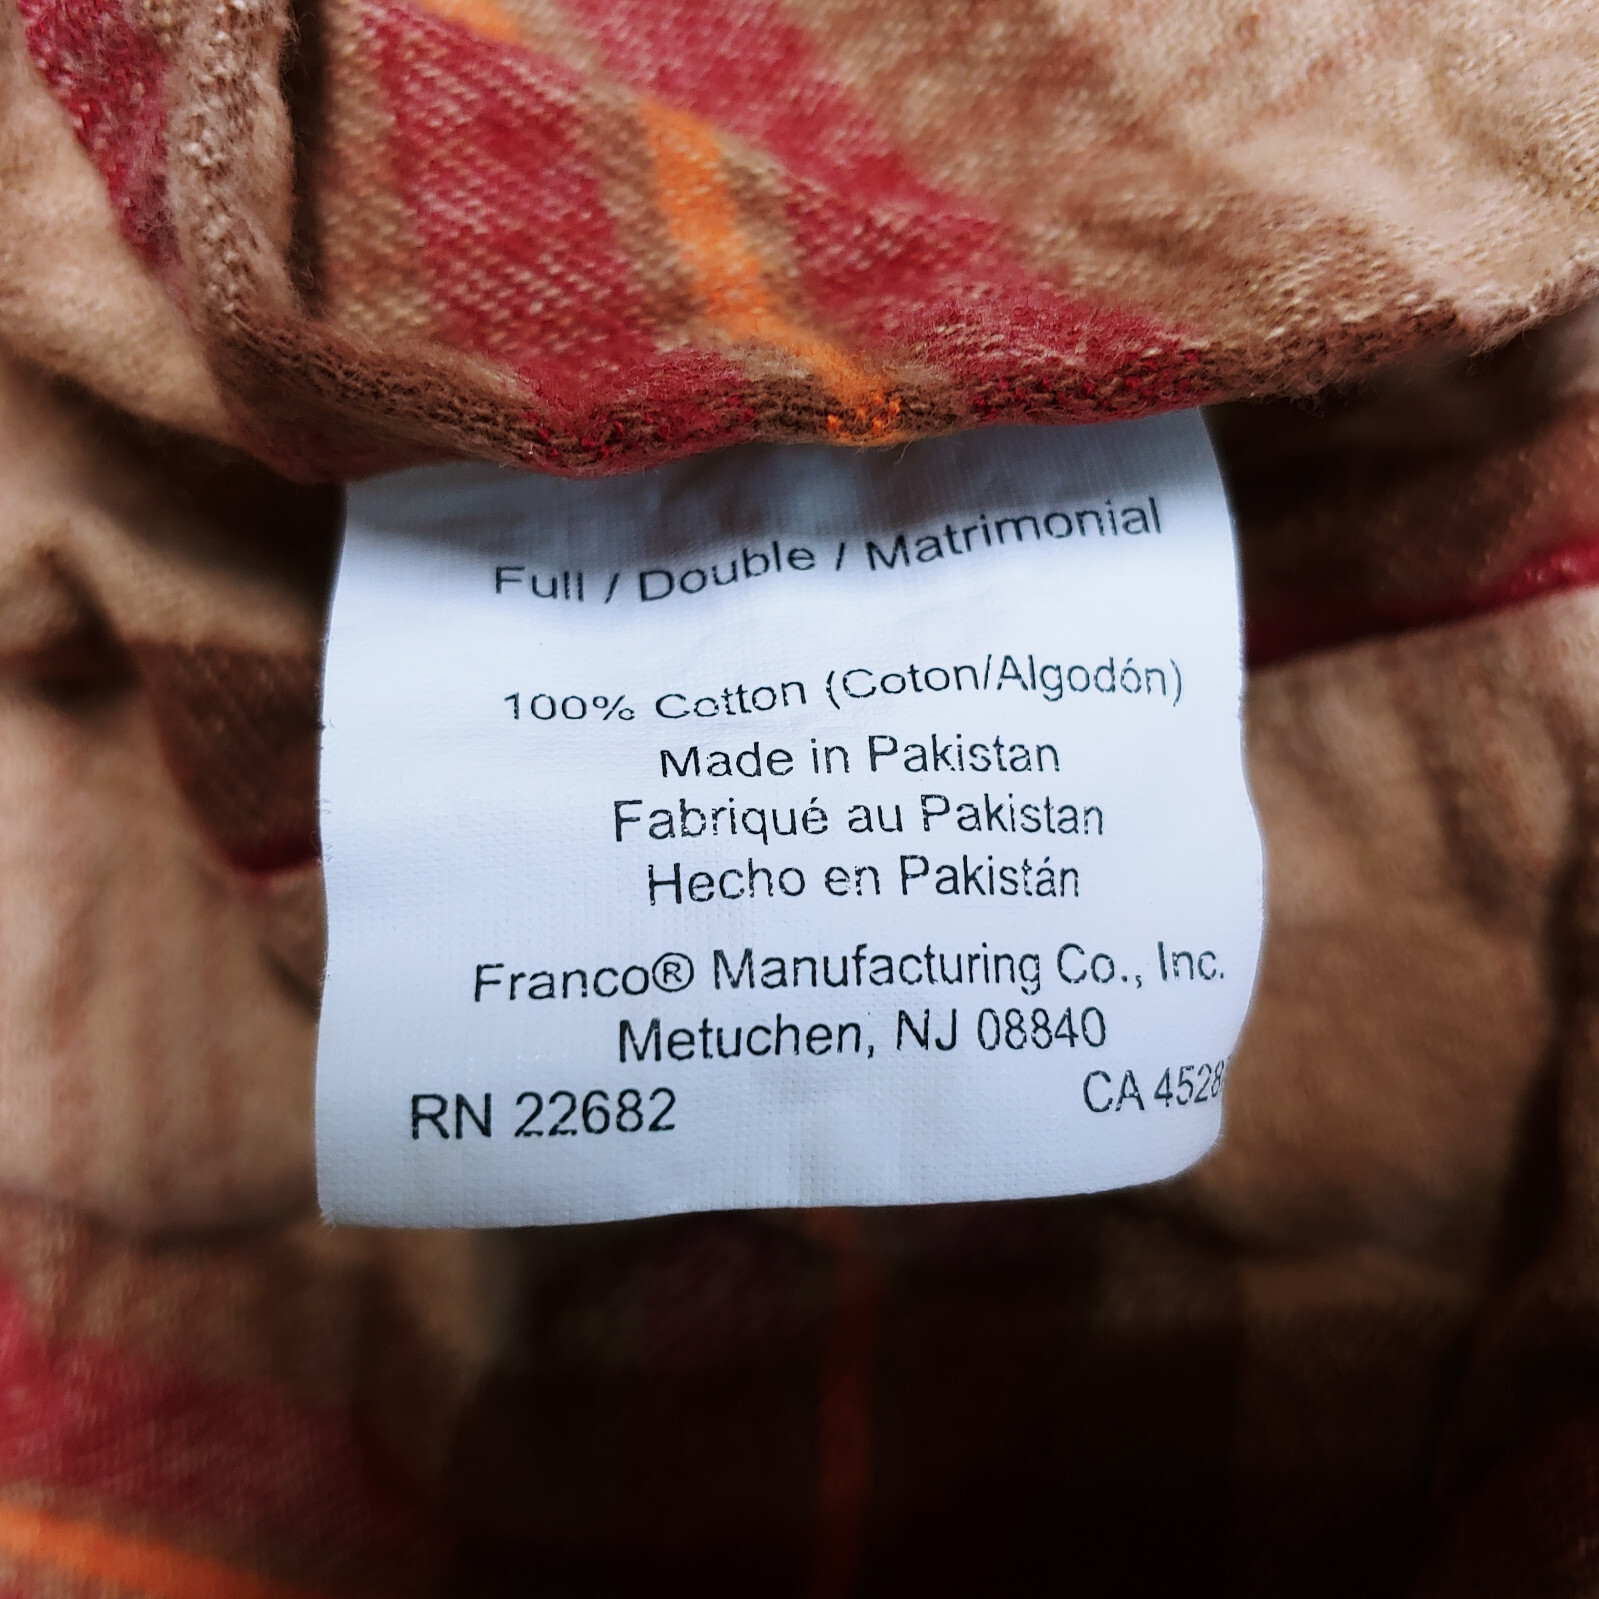 Full / Double / Matrimonial
100% Cotton (Coton/Algodón)
Made in Pakistan
Fabriqué au Pakistan
Hecho en Pakistán
Franco® Manufacturing Co., Inc.
Metuchen, NJ 08840
RN 22682 CA